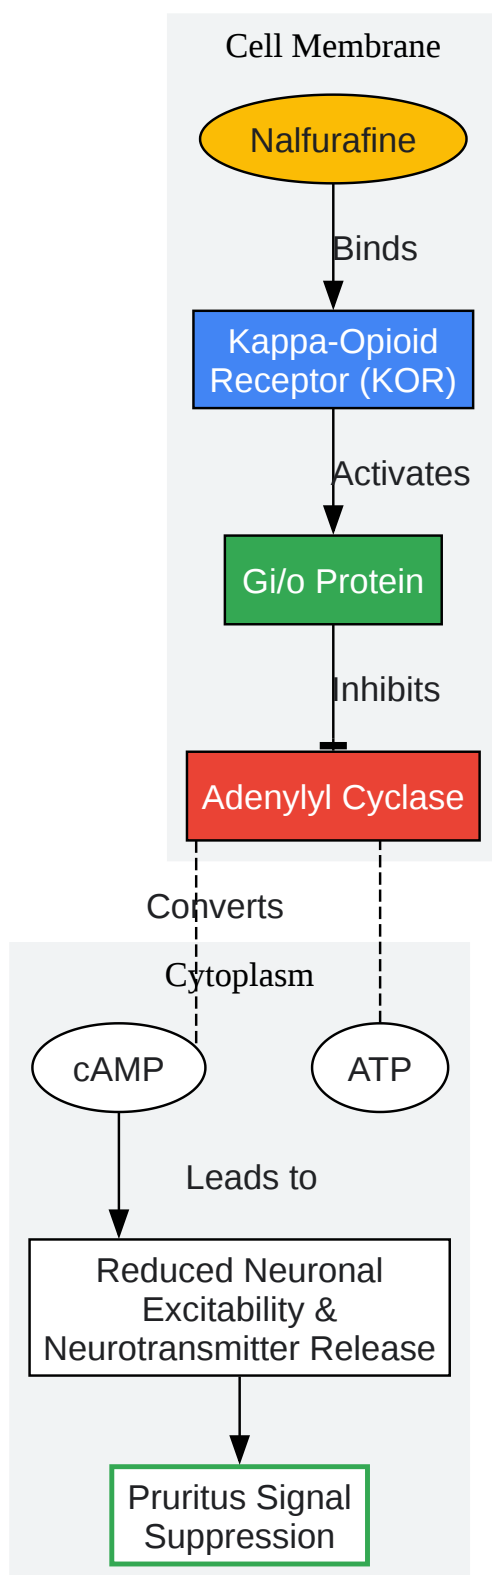 Cell Membrane
Nalfurafine
Binds
Kappa-Opioid
Receptor (KOR)
Activates
Gi/o Protein
Inhibits
Adenylyl Cyclase
Converts
Cytoplasm
cAMP
ATP
Leads to
Reduced Neuronal
Excitability &
Neurotransmitter Release
Pruritus Signal
Suppression